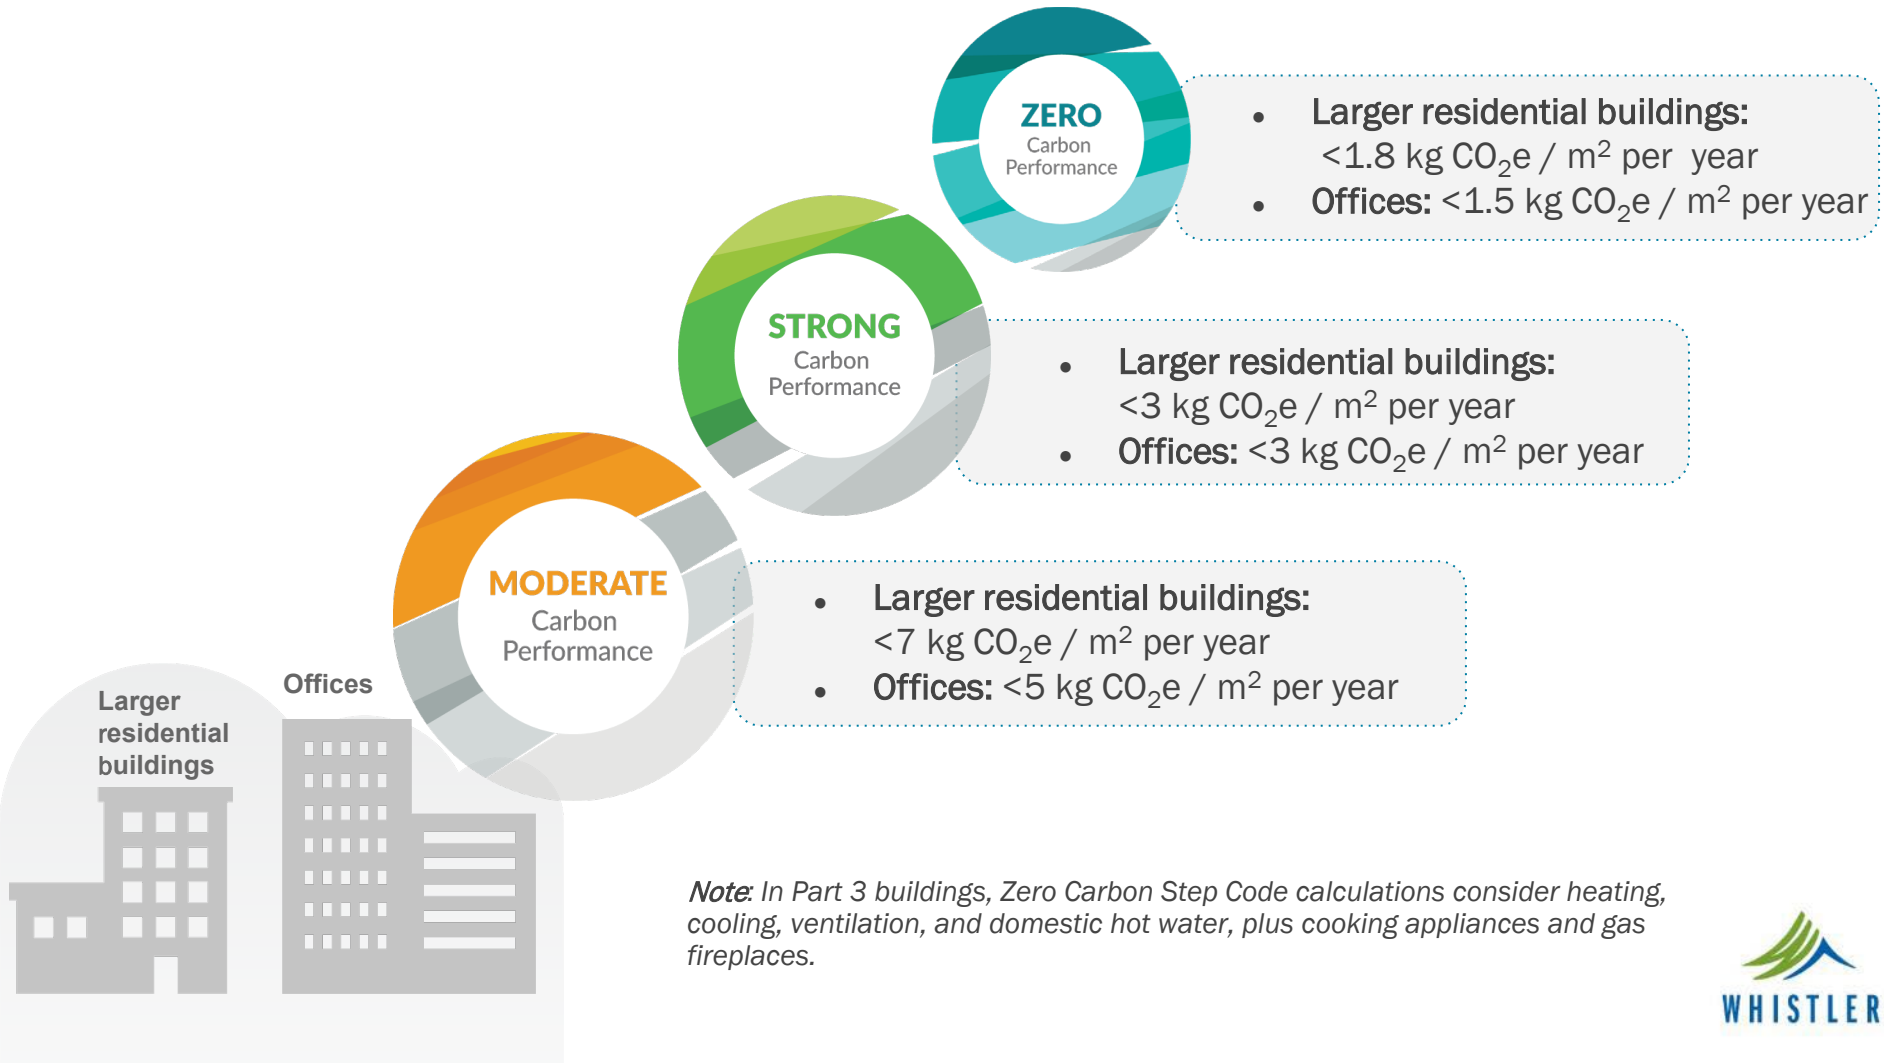 ZERO
Carbon
Performance
• Larger residential buildings:
<1.8 kg CO₂e / m² per year
• Offices: <1.5 kg CO₂e / m² per year
STRONG
Carbon
Performance
• Larger residential buildings:
<3 kg CO₂e / m² per year
• Offices: <3 kg CO₂e / m² per year
MODERATE
Carbon
Performance
• Larger residential buildings:
<7 kg CO₂e / m² per year
• Offices: <5 kg CO₂e / m² per year
Larger
residential
buildings
Offices
Note: In Part 3 buildings, Zero Carbon Step Code calculations consider heating,
cooling, ventilation, and domestic hot water, plus cooking appliances and gas
fireplaces.
WHISTLER